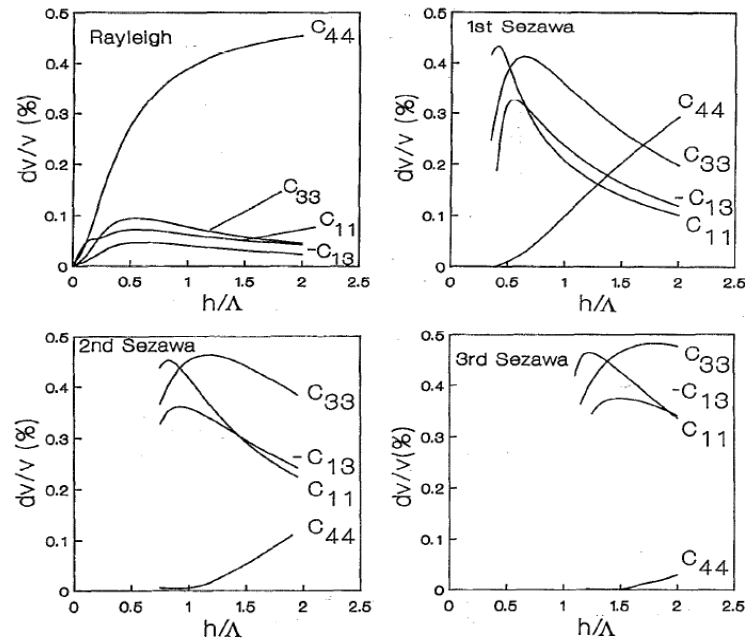 0.5
0.4
0.3
0.2
0.1
0
dv/v (%)
Rayleigh
C44
C33
C11
-C13
0 0.5 1 1.5 2 2.5
h/Λ
0.5
0.4
0.3
0.2
0.1
0
dv/v (%)
1st Sezawa
C44
C33
-C13
C11
0 0.5 1 1.5 2 2.5
h/Λ
0.5
0.4
0.3
0.2
0.1
0
dv/v (%)
2nd Sezawa
C33
-C13
C11
C44
0 0.5 1 1.5 2 2.5
h/Λ
0.5
0.4
0.3
0.2
0.1
0
dv/v(%)
3rd Sezawa
C33
-C13
C11
C44
0 0.5 1 1.5 2 2.5
h/Λ